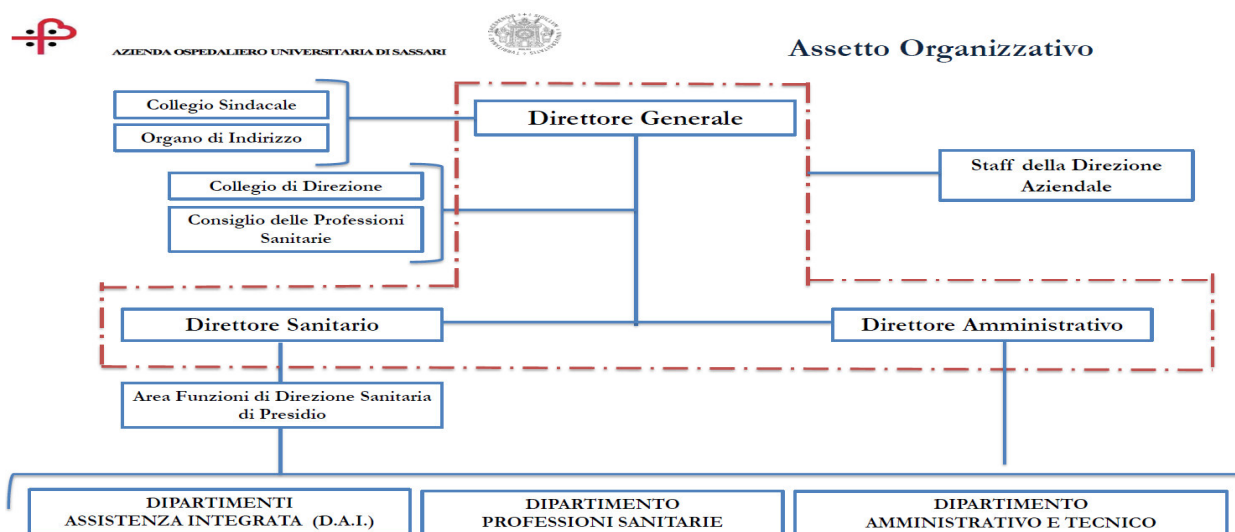 AZIENDA OSPEDALIERO UNIVERSITARIA DI SASSARI
Assetto Organizzativo
Collegio Sindacale
Organo di Indirizzo
Direttore Generale
Collegio di Direzione
Consiglio delle Professioni
Sanitarie
Staff della Direzione
Aziendale
Direttore Sanitario
Direttore Amministrativo
Area Funzioni di Direzione Sanitaria
di Presidio
DIPARTIMENTI
ASSISTENZA INTEGRATA (D.A.I.)
DIPARTIMENTO
PROFESSIONI SANITARIE
DIPARTIMENTO
AMMINISTRATIVO E TECNICO